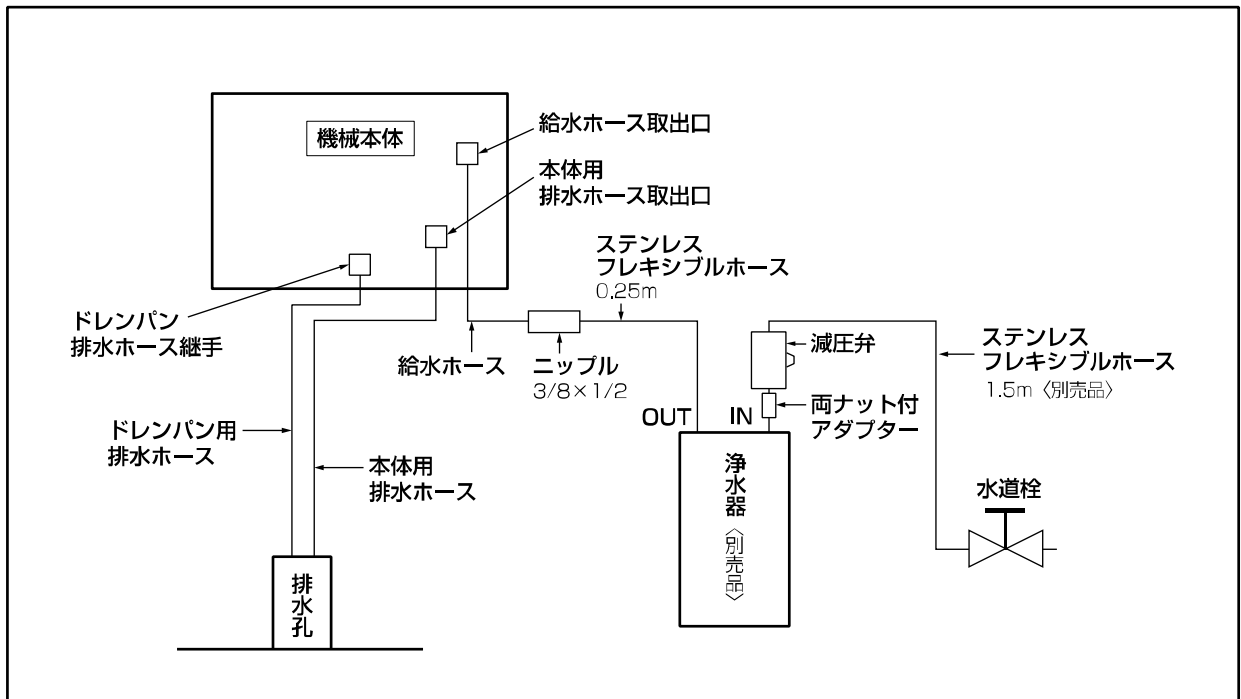 機械本体
給水ホース取出口
本体用
排水ホース取出口
ステンレス
フレキシブルホース
0.25m
ドレンパン
排水ホース継手
給水ホース
ニップル
3/8×1/2
減圧弁
ステンレス
フレキシブルホース
1.5m〈別売品〉
両ナット付
アダプター
OUT
IN
ドレンパン用
排水ホース
本体用
排水ホース
浄水器〈別売品〉
水道栓
排水孔